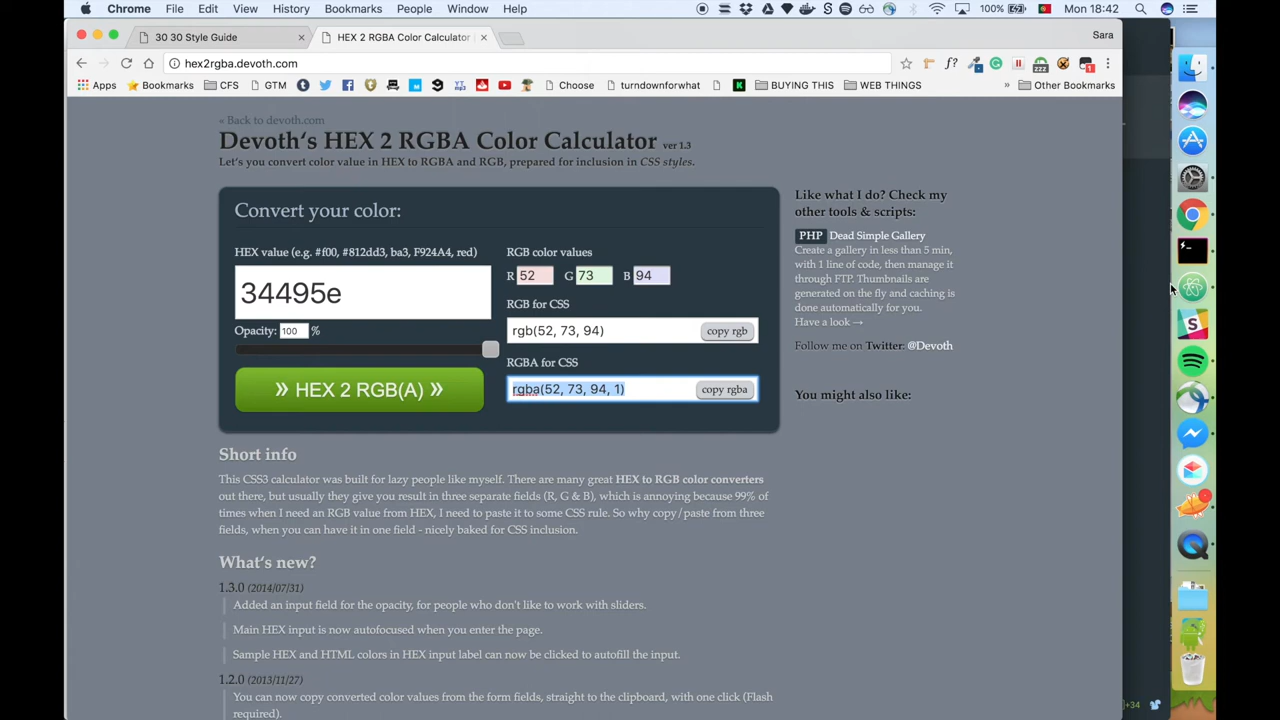 Chrome File Edit View History Bookmarks People Window Help 100% Mon 18:42
30 30 Style Guide
HEX 2 RGBA Color Calculator
Sara
hex2rgba.devoth.com
Apps Bookmarks CFS GTM Choose turndownforwhat BUYING THIS WEB THINGS » Other Bookmarks
« Back to devoth.com
Devoth's HEX 2 RGBA Color Calculator ver 1.3
Let's you convert color value in HEX to RGBA and RGB, prepared for inclusion in CSS styles.
Convert your color:
HEX value (e.g. #f00, #812dd3, ba3, F924A4, red)
34495e
Opacity: 100 %
» HEX 2 RGB(A) »
RGB color values
R 52 G 73 B 94
RGB for CSS
rgb(52, 73, 94) copy rgb
RGBA for CSS
rgba(52, 73, 94, 1) copy rgba
Like what I do? Check my
other tools & scripts:
PHP Dead Simple Gallery
Create a gallery in less than 5 min,
with 1 line of code, then manage it
through FTP. Thumbnails are
generated on the fly and caching is
done automatically for you.
Have a look →
Follow me on Twitter: @Devoth
You might also like:
Short info
This CSS3 calculator was built for lazy people like myself. There are many great HEX to RGB color converters
out there, but usually they give you result in three separate fields (R, G & B), which is annoying because 99% of
times when I need an RGB value from HEX, I need to paste it to some CSS rule. So why copy/paste from three
fields, when you can have it in one field - nicely baked for CSS inclusion.
What's new?
1.3.0 (2014/07/31)
Added an input field for the opacity, for people who don't like to work with sliders.
Main HEX input is now autofocused when you enter the page.
Sample HEX and HTML colors in HEX input label can now be clicked to autofill the input.
1.2.0 (2013/11/27)
You can now copy converted color values from the form fields, straight to the clipboard, with one click (Flash
required).
+34